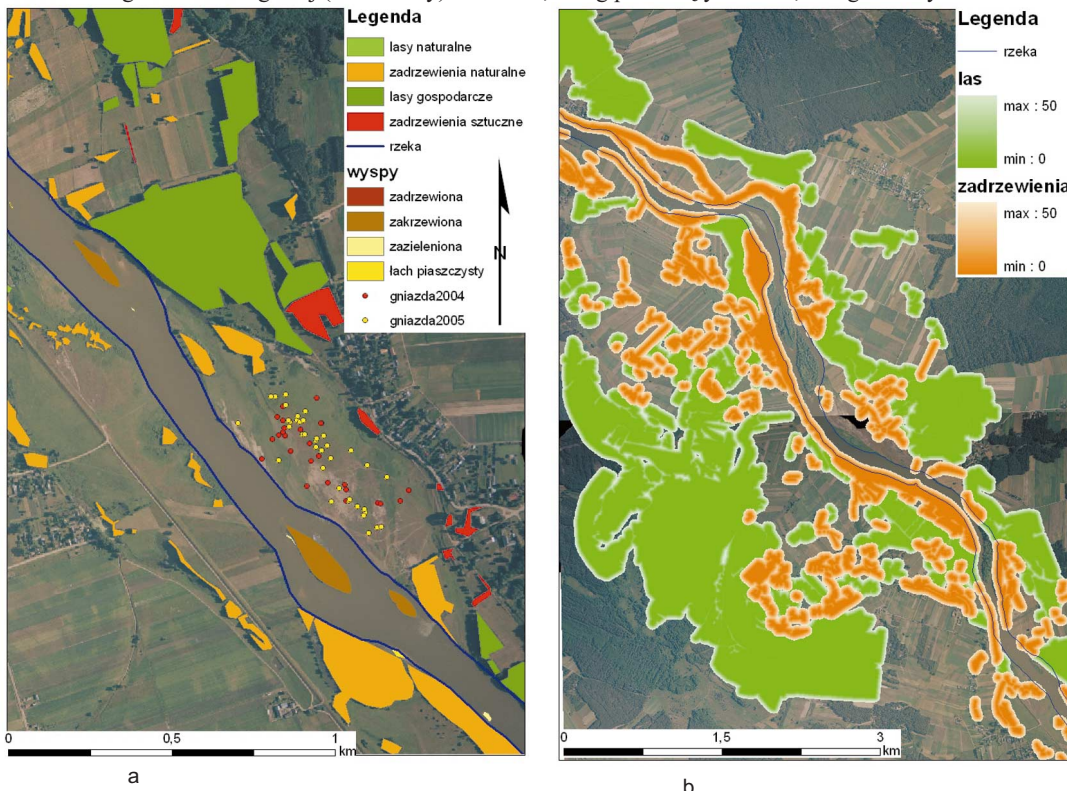 Legenda
lasy naturalne
zadrzewienia naturalne
lasy gospodarcze
zadrzewienia sztuczne
rzeka
wyspy
zadrzewiona
zakrzewiona
zazieleniona
łach piaszczysty
gniazda2004
gniazda2005
N
0 0,5 1
km
a
Legenda
rzeka
las
max : 50
min : 0
zadrzewienia
max : 50
min : 0
0 1,5 3
km
b